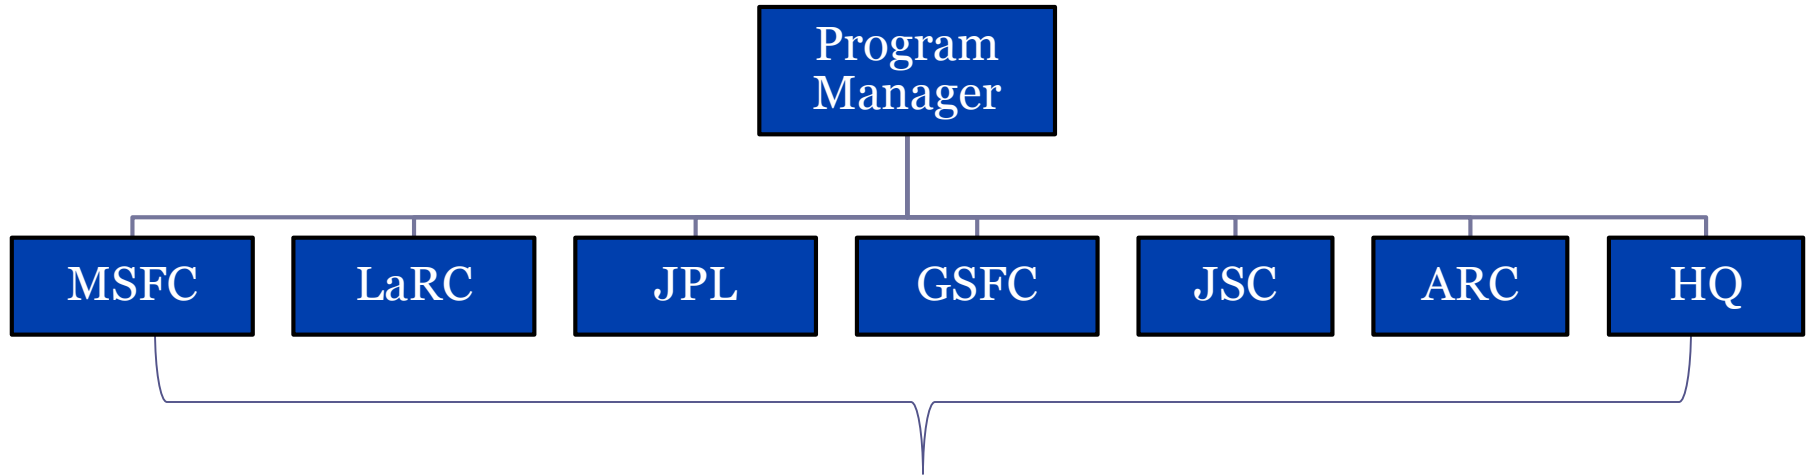 Program
Manager
MSFC
LaRC
JPL
GSFC
JSC
ARC
HQ